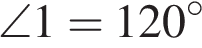 ∠1 = 120°